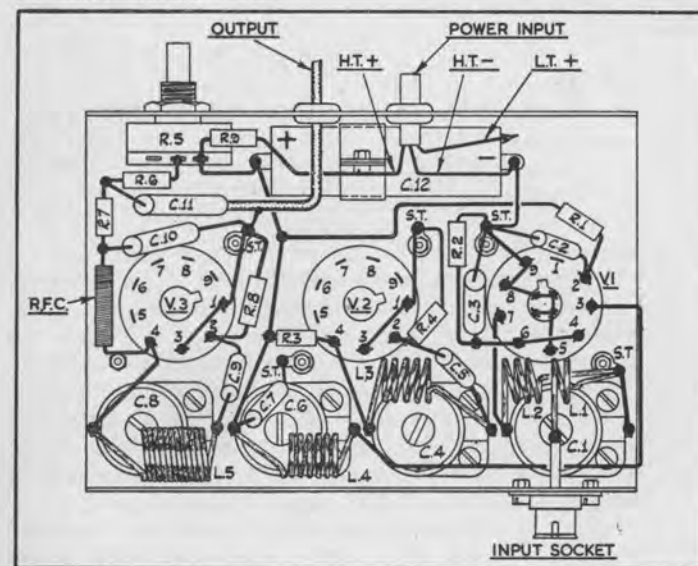 OUTPUT
POWER INPUT
H.T.+
H.T.-
L.T.+
R.5
R.9
+
-
C.12
R.6
C.11
R.7
C.10
S.T.
S.T.
R.2
S.T.
C.2
R.1
R.F.C.
6 7 8 9
5 V.3 1
4 3 2
R.8
6 7 8 9
5 V.2 1
4 3 2
R.4
C.3
9 1 2
8 V1
7 3
6 5 4
R.3
C.9
S.T.
L.3
C.5
L.2
L.1
S.T
C.8
C.7
C.6
C.4
C.1
L.5
L.4
INPUT SOCKET